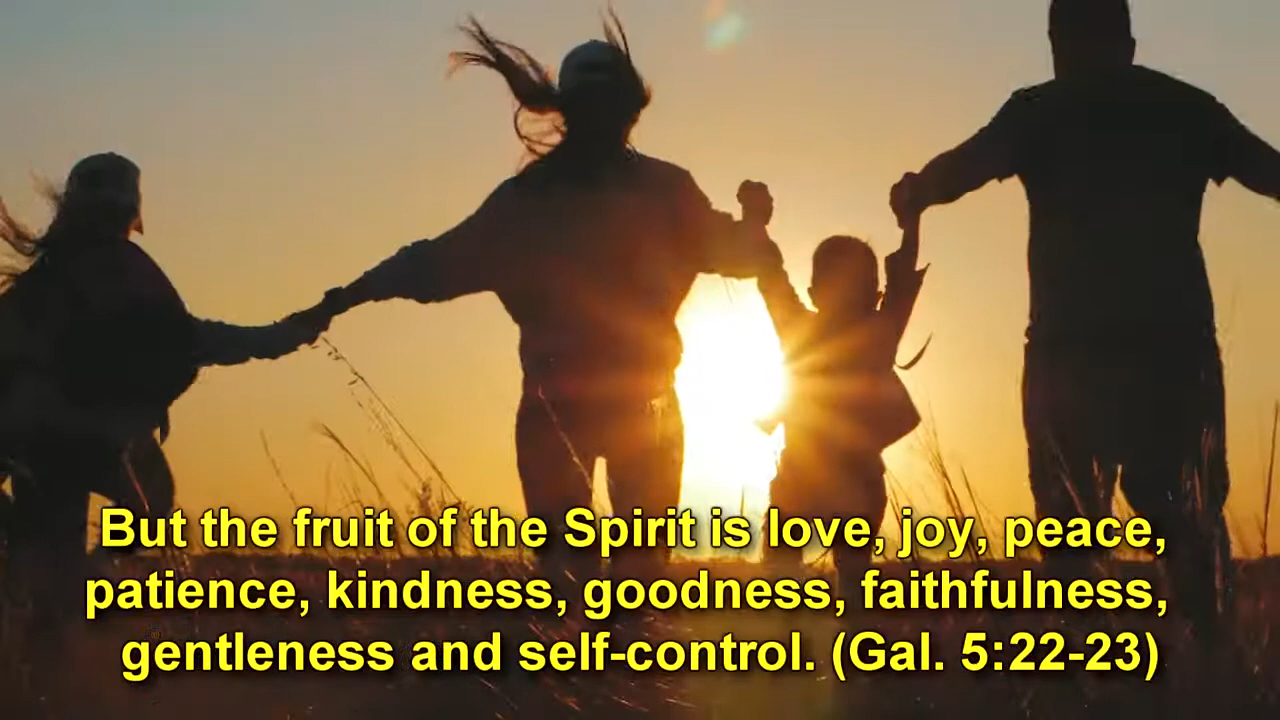 But the fruit of the Spirit is love, joy, peace,
patience, kindness, goodness, faithfulness,
gentleness and self-control. (Gal. 5:22-23)